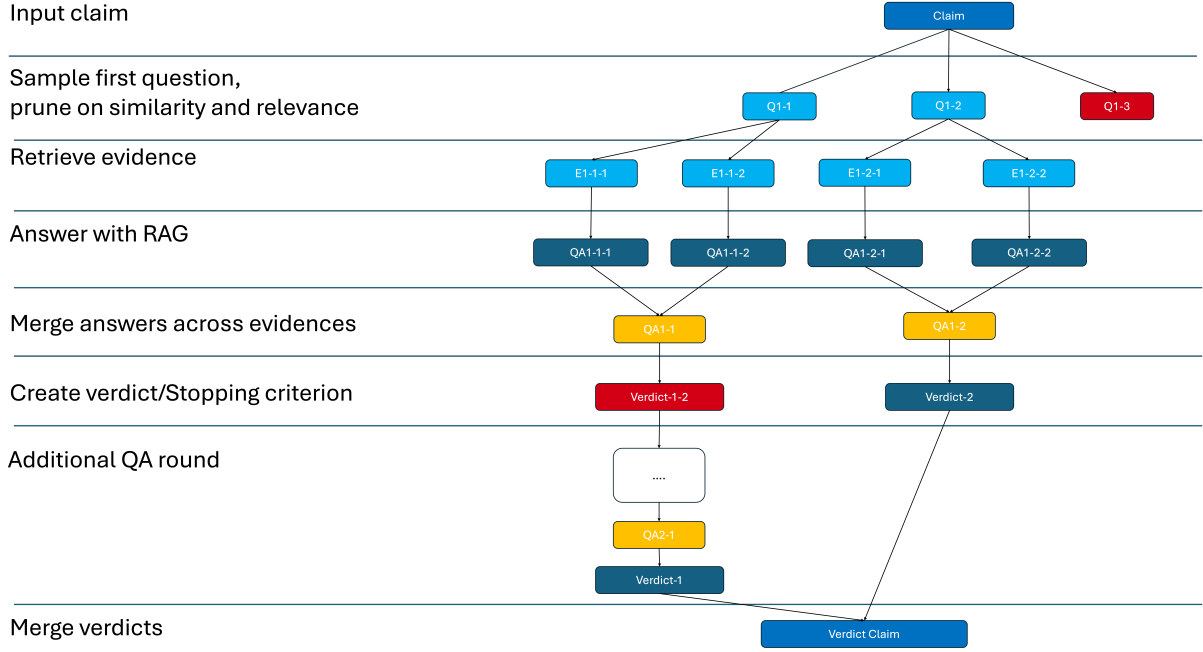 Input claim
Claim
Sample first question,
prune on similarity and relevance
Q1-1
Q1-2
Q1-3
Retrieve evidence
E1-1-1
E1-1-2
E1-2-1
E1-2-2
Answer with RAG
QA1-1-1
QA1-1-2
QA1-2-1
QA1-2-2
Merge answers across evidences
QA1-1
QA1-2
Create verdict/Stopping criterion
Verdict-1-2
Verdict-2
Additional QA round
....
QA2-1
Verdict-1
Merge verdicts
Verdict Claim